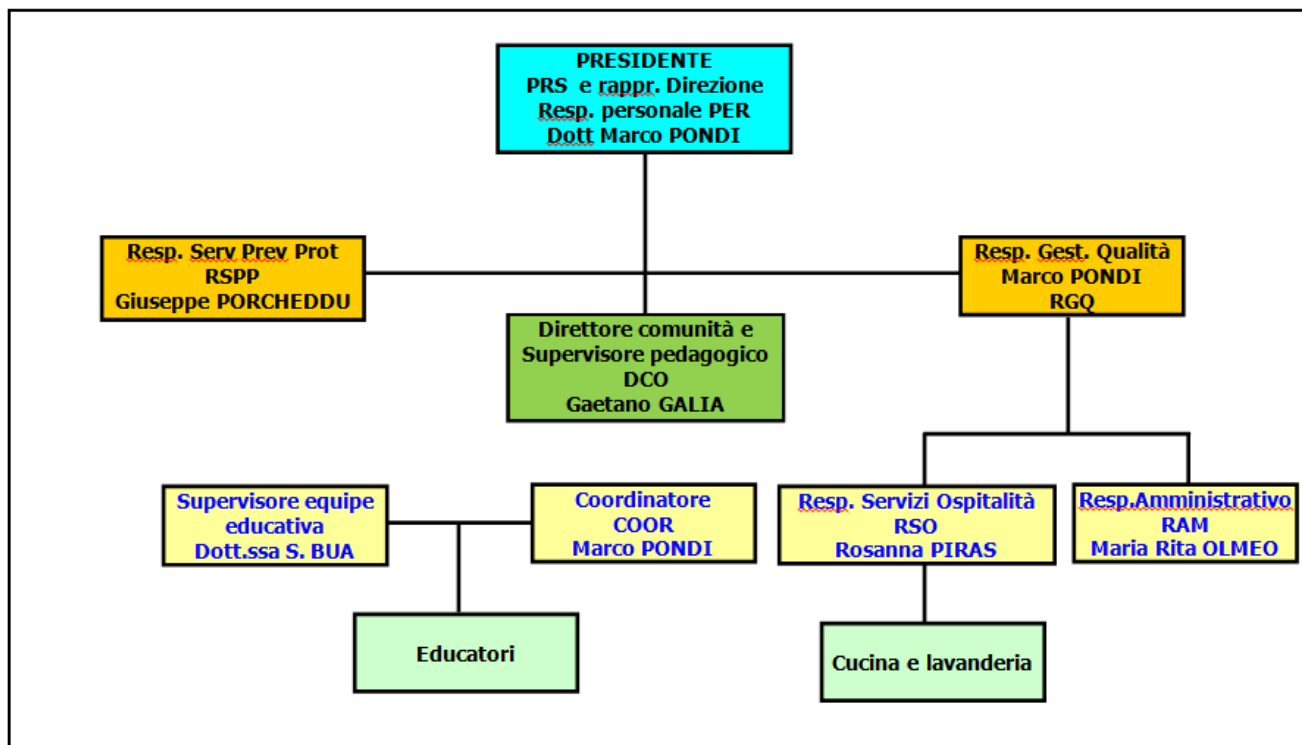 PRESIDENTE
PRS e rappr. Direzione
Resp. personale PER
Dott Marco PONDI
Resp. Serv Prev Prot
RSPP
Giuseppe PORCHEDDU
Resp. Gest. Qualità
Marco PONDI
RGQ
Direttore comunità e
Supervisore pedagogico
DCO
Gaetano GALIA
Supervisore equipe
educativa
Dott.ssa S. BUA
Coordinatore
COOR
Marco PONDI
Resp. Servizi Ospitalità
RSO
Rosanna PIRAS
Resp.Amministrativo
RAM
Maria Rita OLMEO
Educatori
Cucina e lavanderia